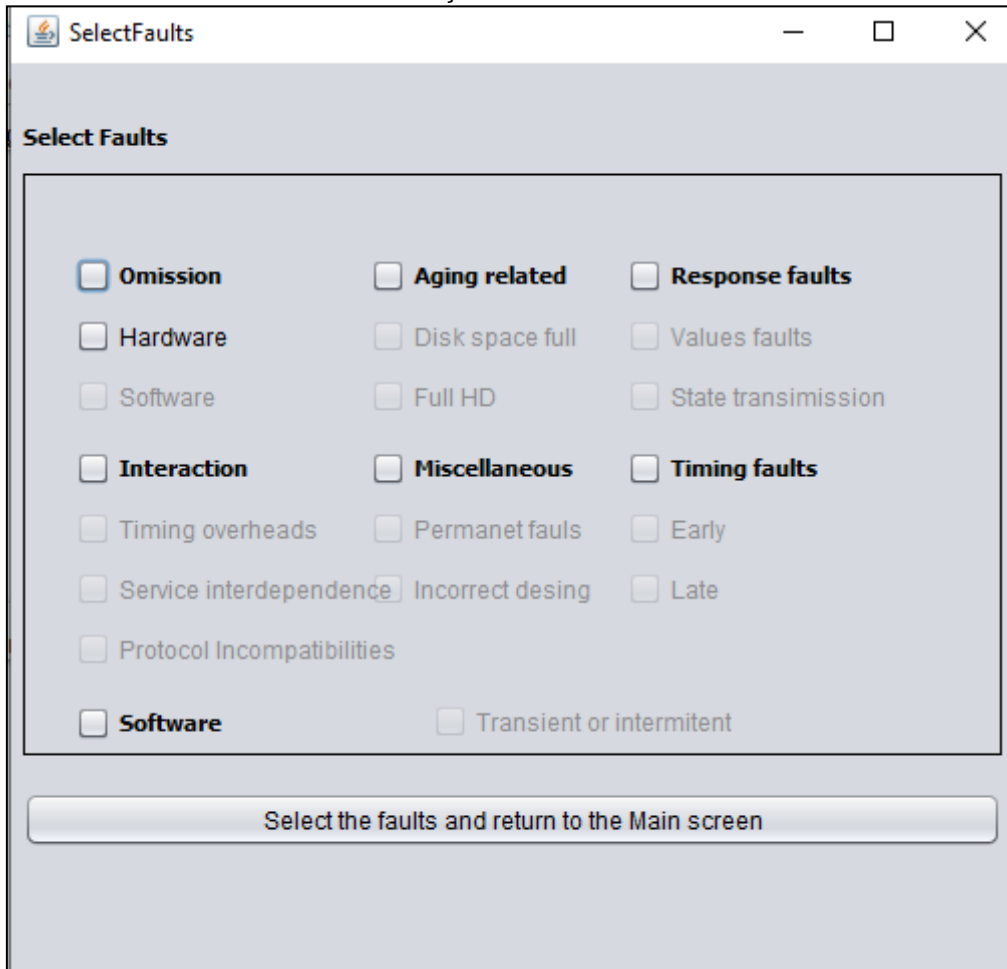 SelectFaults
Select Faults
Omission Aging related Response faults
Hardware Disk space full Values faults
Software Full HD State transimission
Interaction Miscellaneous Timing faults
Timing overheads Permanet fauls Early
Service interdependence Incorrect desing Late
Protocol Incompatibilities
Software Transient or intermitent
Select the faults and return to the Main screen